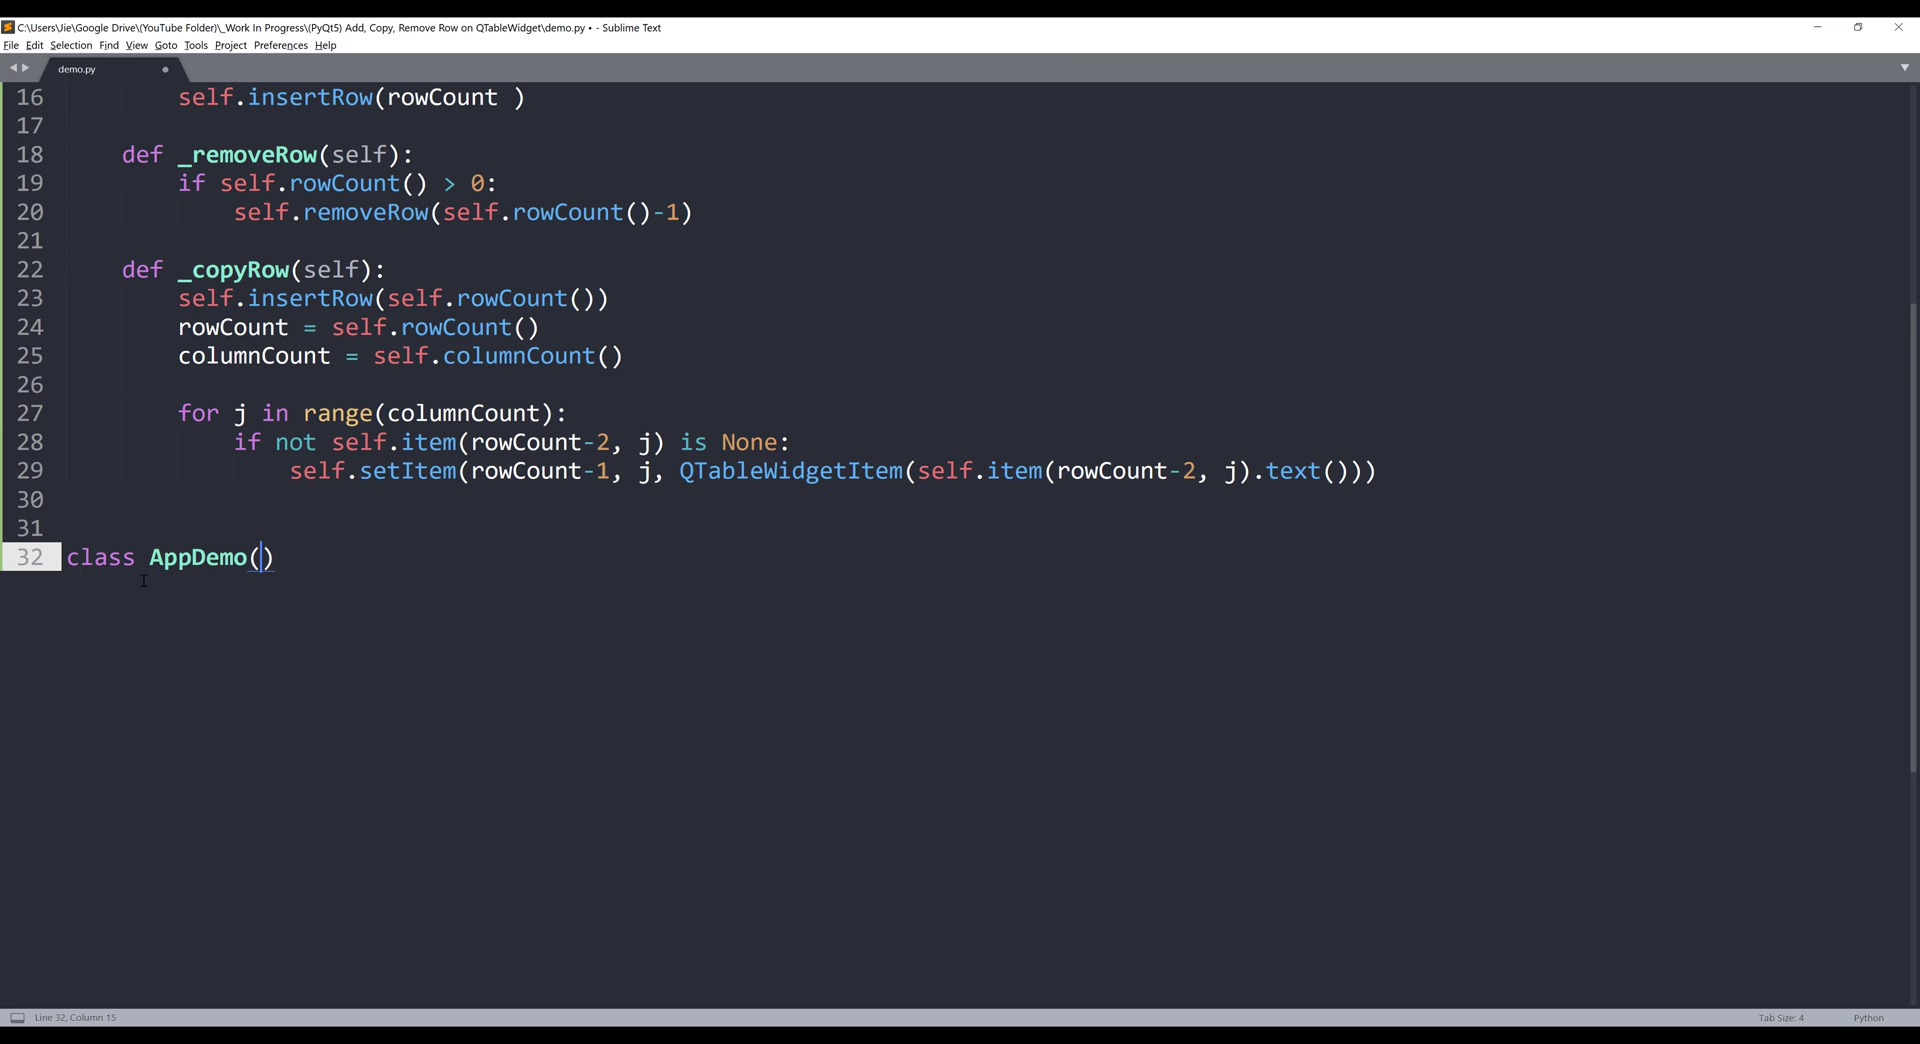 C:\Users\Jie\Google Drive\(YouTube Folder)\_Work In Progress\(PyQt5) Add, Copy, Remove Row on QTableWidget\demo.py • - Sublime Text
File Edit Selection Find View Goto Tools Project Preferences Help
demo.py
16 self.insertRow(rowCount )
17
18 def _removeRow(self):
19 if self.rowCount() > 0:
20 self.removeRow(self.rowCount()-1)
21
22 def _copyRow(self):
23 self.insertRow(self.rowCount())
24 rowCount = self.rowCount()
25 columnCount = self.columnCount()
26
27 for j in range(columnCount):
28 if not self.item(rowCount-2, j) is None:
29 self.setItem(rowCount-1, j, QTableWidgetItem(self.item(rowCount-2, j).text()))
30
31
32 class AppDemo()
Line 32, Column 15 Tab Size: 4 Python